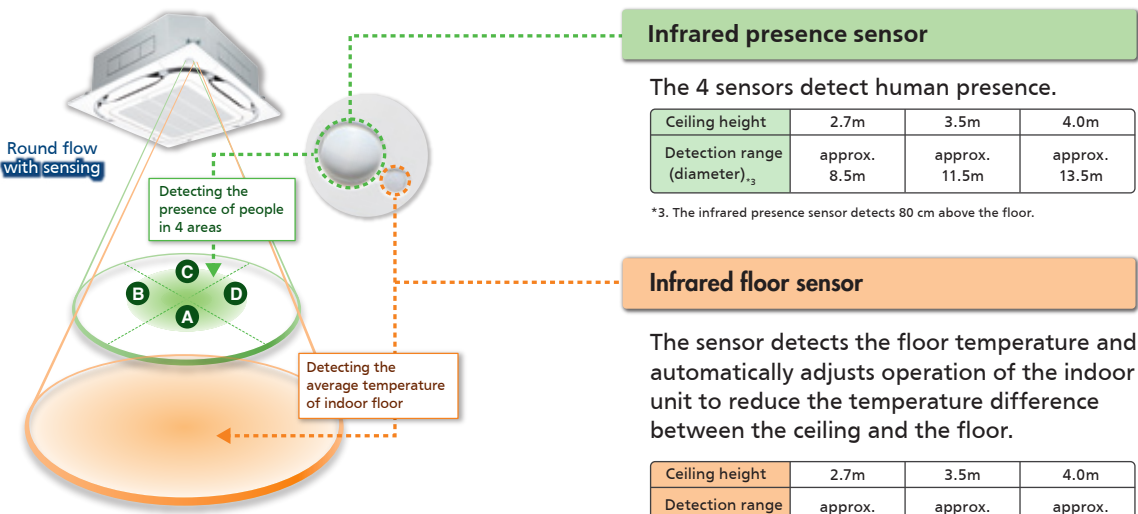 Round flow
with sensing
Detecting the
presence of people
in 4 areas
C
B
D
A
Detecting the
average temperature
of indoor floor
Infrared presence sensor
The 4 sensors detect human presence.
Ceiling height 2.7m 3.5m 4.0m
Detection range approx. approx. approx.
(diameter)*3 8.5m 11.5m 13.5m
*3. The infrared presence sensor detects 80 cm above the floor.
Infrared floor sensor
The sensor detects the floor temperature and
automatically adjusts operation of the indoor
unit to reduce the temperature difference
between the ceiling and the floor.
Ceiling height 2.7m 3.5m 4.0m
Detection range approx. approx. approx.